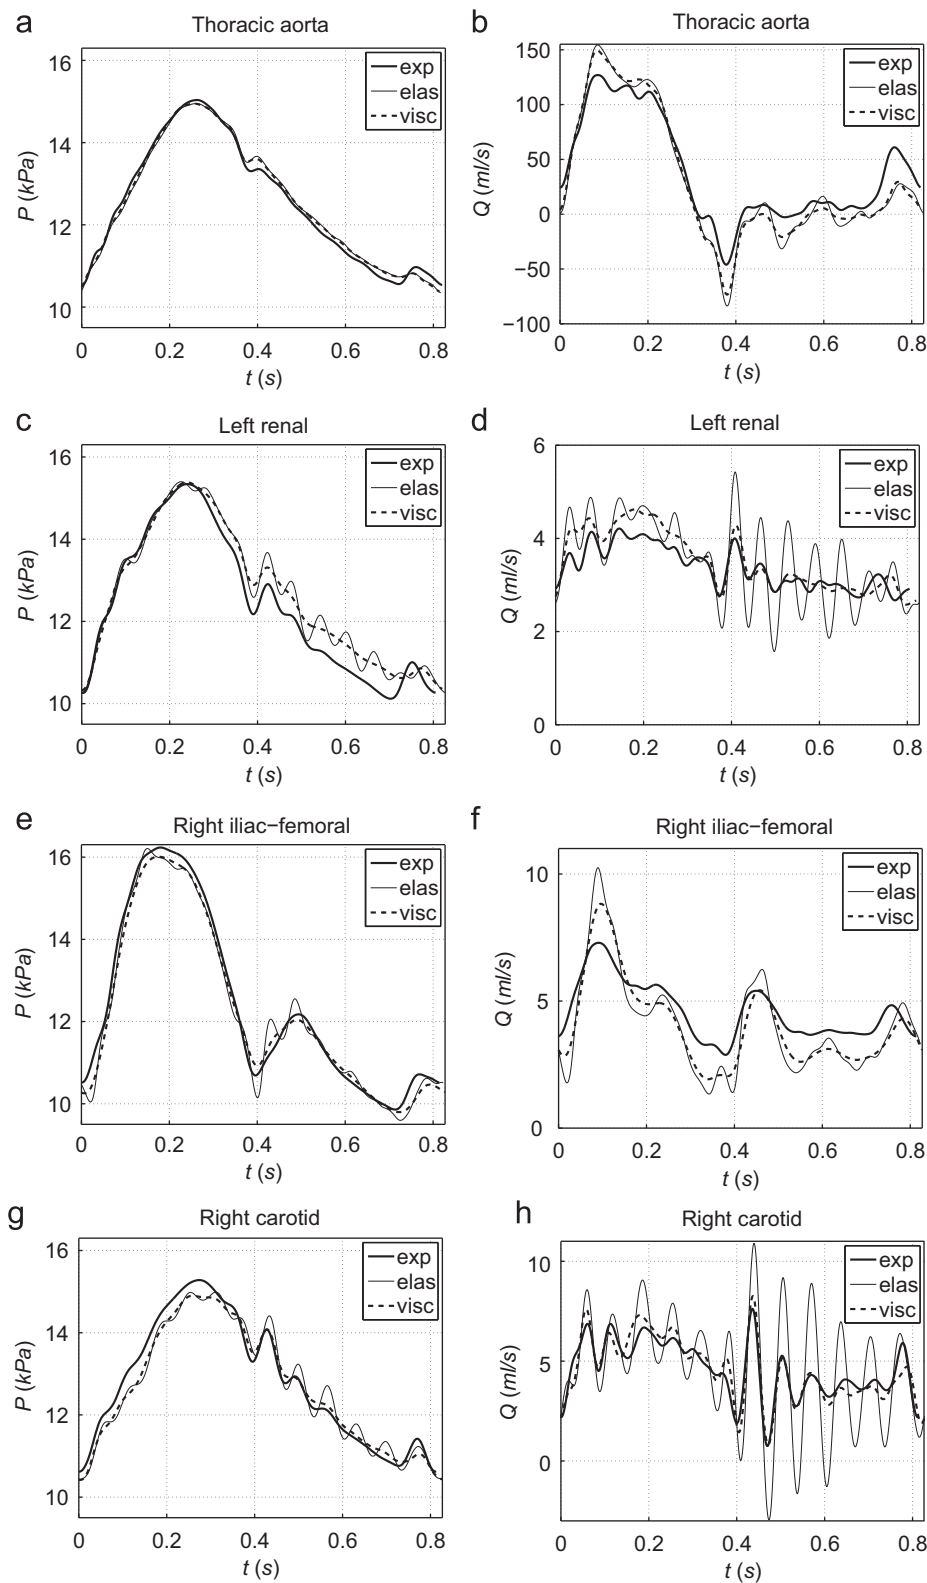 a
Thoracic aorta
16
14
12
10
P (kPa)
exp
elas
visc
0 0.2 0.4 0.6 0.8
t (s)
b
Thoracic aorta
150
100
50
0
−50
−100
Q (ml/s)
exp
elas
visc
0 0.2 0.4 0.6 0.8
t (s)
c
Left renal
16
14
12
10
P (kPa)
exp
elas
visc
0 0.2 0.4 0.6 0.8
t (s)
d
Left renal
6
4
2
0
Q (ml/s)
exp
elas
visc
0 0.2 0.4 0.6 0.8
t (s)
e
Right iliac−femoral
16
14
12
10
P (kPa)
exp
elas
visc
0 0.2 0.4 0.6 0.8
t (s)
f
Right iliac−femoral
10
5
0
Q (ml/s)
exp
elas
visc
0 0.2 0.4 0.6 0.8
t (s)
g
Right carotid
16
14
12
10
P (kPa)
exp
elas
visc
0 0.2 0.4 0.6 0.8
t (s)
h
Right carotid
10
5
0
Q (ml/s)
exp
elas
visc
0 0.2 0.4 0.6 0.8
t (s)